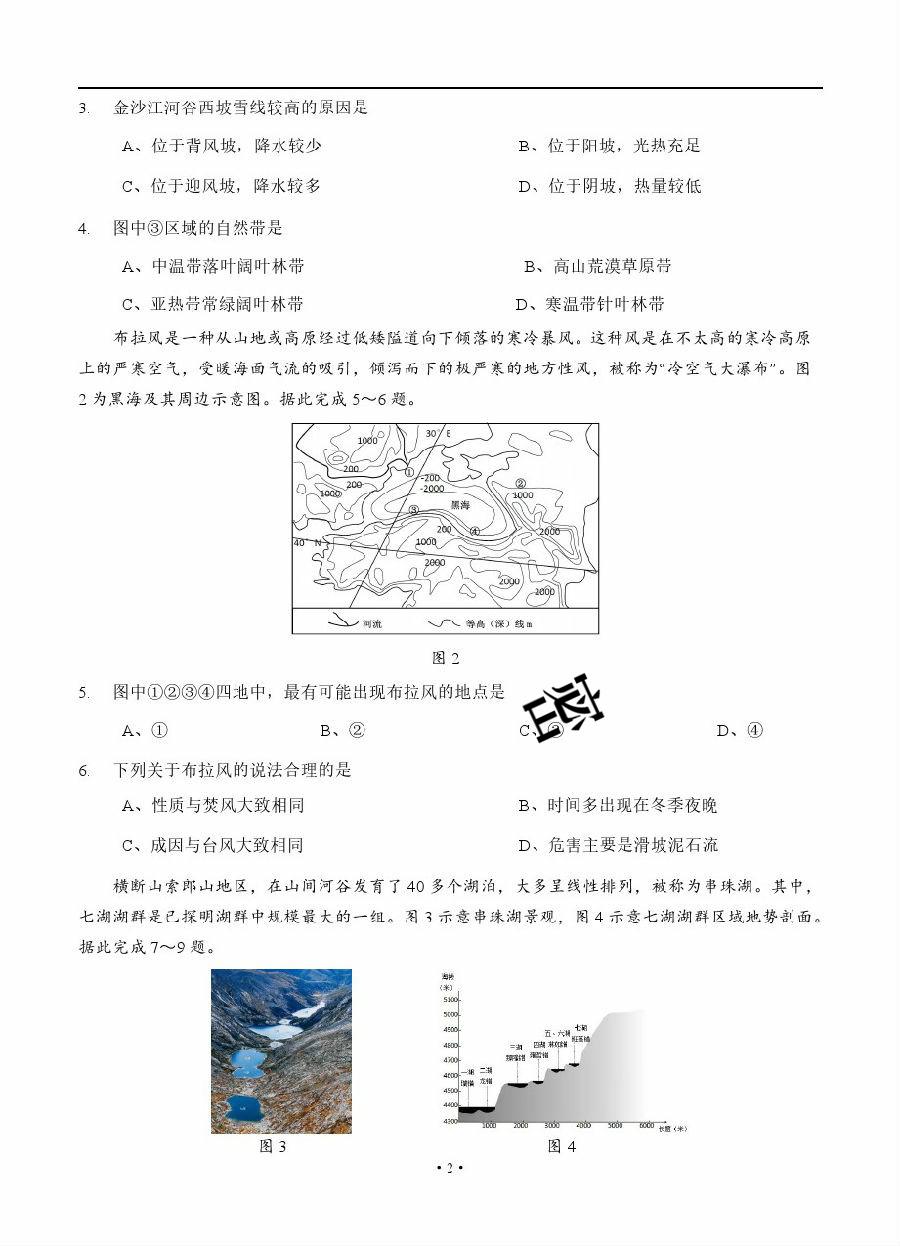 3. 金沙江河谷西坡雪线较高的原因是
A、位于背风坡，降水较少 B、位于阳坡，光热充足
C、位于迎风坡，降水较多 D、位于阴坡，热量较低
4. 图中③区域的自然带是
A、中温带落叶阔叶林带 B、高山荒漠草原带
C、亚热带常绿阔叶林带 D、寒温带针叶林带
布拉风是一种从山地或高原经过低矮隘道向下倾落的寒冷暴风。这种风是在不太高的寒冷高原
上的严寒空气，受暖海面气流的吸引，倾泻而下的极严寒的地方性风，被称为“冷空气大瀑布”。图
2 为黑海及其周边示意图。据此完成 5～6 题。
30° E
1000
200
①
-200
200
1000
-2000
②
1000
黑海
③
200
④
2000
40° N
1000
2000
2000
1000
河流 等高（深）线 m
图 2
5. 图中①②③④四地中，最有可能出现布拉风的地点是
密
A、① B、② C、③ D、④
6. 下列关于布拉风的说法合理的是
A、性质与焚风大致相同 B、时间多出现在冬季夜晚
C、成因与台风大致相同 D、危害主要是滑坡泥石流
横断山索郎山地区，在山间河谷发育了 40 多个湖泊，大多呈线性排列，被称为串珠湖。其中，
七湖湖群是已探明湖群中规模最大的一组。图 3 示意串珠湖景观，图 4 示意七湖湖群区域地势剖面。
据此完成 7～9 题。
海拔
（米）
5100
5000
4900
4800
4700
4600
4500
4400
4300
一湖
二湖
三湖
四湖
五、六湖
七湖
1000 2000 3000 4000 5000 6000 长度（米）
图 3 图 4
• 2 •